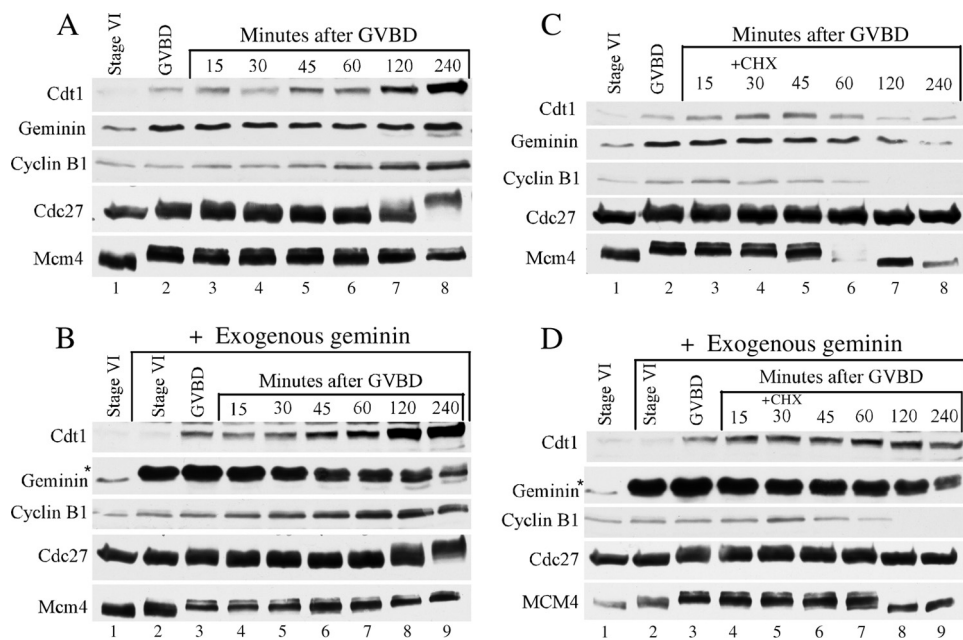 A
Stage VI
GVBD
Minutes after GVBD
15 30 45 60 120 240
Cdt1
Geminin
Cyclin B1
Cdc27
Mcm4
1 2 3 4 5 6 7 8
B
+ Exogenous geminin
Stage VI
Stage VI
GVBD
Minutes after GVBD
15 30 45 60 120 240
Cdt1
Geminin*
Cyclin B1
Cdc27
Mcm4
1 2 3 4 5 6 7 8 9
C
Stage VI
GVBD
Minutes after GVBD
+CHX
15 30 45 60 120 240
Cdt1
Geminin
Cyclin B1
Cdc27
Mcm4
1 2 3 4 5 6 7 8
D
+ Exogenous geminin
Stage VI
Stage VI
GVBD
Minutes after GVBD
+CHX
15 30 45 60 120 240
Cdt1
Geminin*
Cyclin B1
Cdc27
MCM4
1 2 3 4 5 6 7 8 9